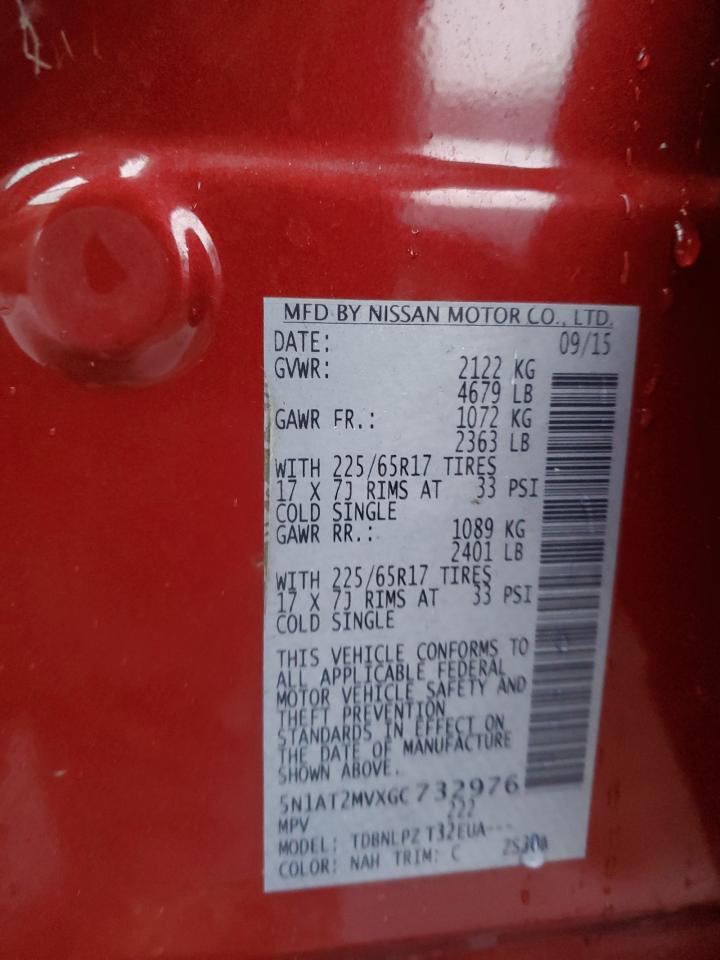 MFD BY NISSAN MOTOR CO., LTD.
DATE: 09/15
GVWR: 2122 KG
4679 LB
GAWR FR.: 1072 KG
2363 LB
WITH 225/65R17 TIRES
17 X 7J RIMS AT 33 PSI
COLD SINGLE
GAWR RR.: 1089 KG
2401 LB
WITH 225/65R17 TIRES
17 X 7J RIMS AT 33 PSI
COLD SINGLE
THIS VEHICLE CONFORMS TO
ALL APPLICABLE FEDERAL
MOTOR VEHICLE SAFETY AND
THEFT PREVENTION
STANDARDS IN EFFECT ON
THE DATE OF MANUFACTURE
SHOWN ABOVE.
5N1AT2MVXGC732976
MPV 222
MODEL: TDBNLPZ T32EUA---
COLOR: NAH TRIM: C